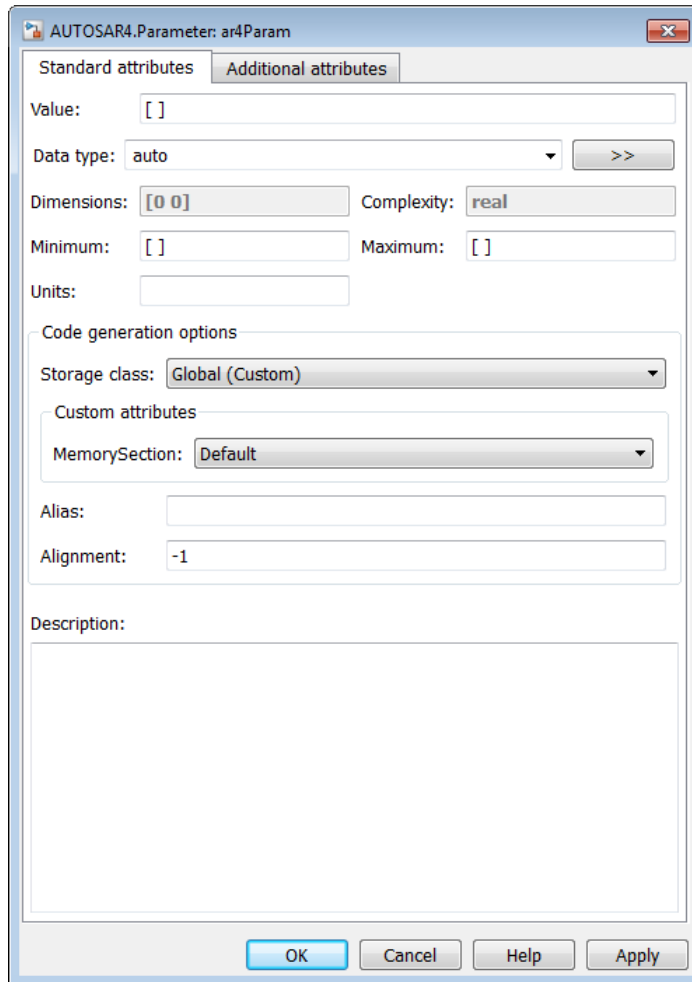 AUTOSAR4.Parameter: ar4Param
Standard attributes Additional attributes
Value: [ ]
Data type: auto >>
Dimensions: [0 0] Complexity: real
Minimum: [ ] Maximum: [ ]
Units:
Code generation options
Storage class: Global (Custom)
Custom attributes
MemorySection: Default
Alias:
Alignment: -1
Description:
OK Cancel Help Apply